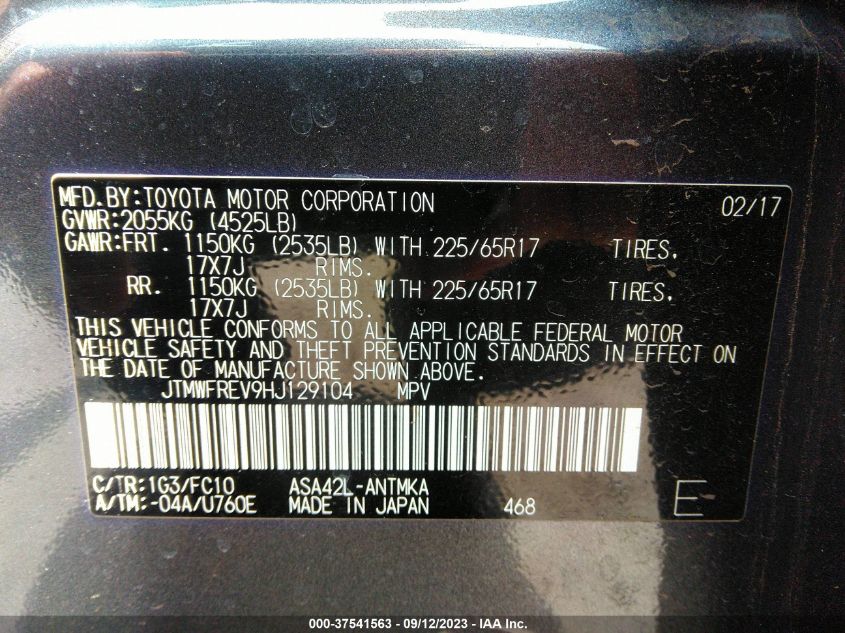 MFD.BY:TOYOTA MOTOR CORPORATION 02/17
GVWR:2055KG (4525LB)
GAWR:FRT. 1150KG (2535LB) WITH 225/65R17 TIRES,
17X7J RIMS.
RR. 1150KG (2535LB) WITH 225/65R17 TIRES,
17X7J RIMS.
THIS VEHICLE CONFORMS TO ALL APPLICABLE FEDERAL MOTOR
VEHICLE SAFETY AND THEFT PREVENTION STANDARDS IN EFFECT ON
THE DATE OF MANUFACTURE SHOWN ABOVE.
JTMWFREV9HJ129104 MPV
C/TR:1G3/FC10 ASA42L-ANTMKA
A/TM:-04A/U760E MADE IN JAPAN 468 E
000-37541563 - 09/12/2023 - IAA Inc.